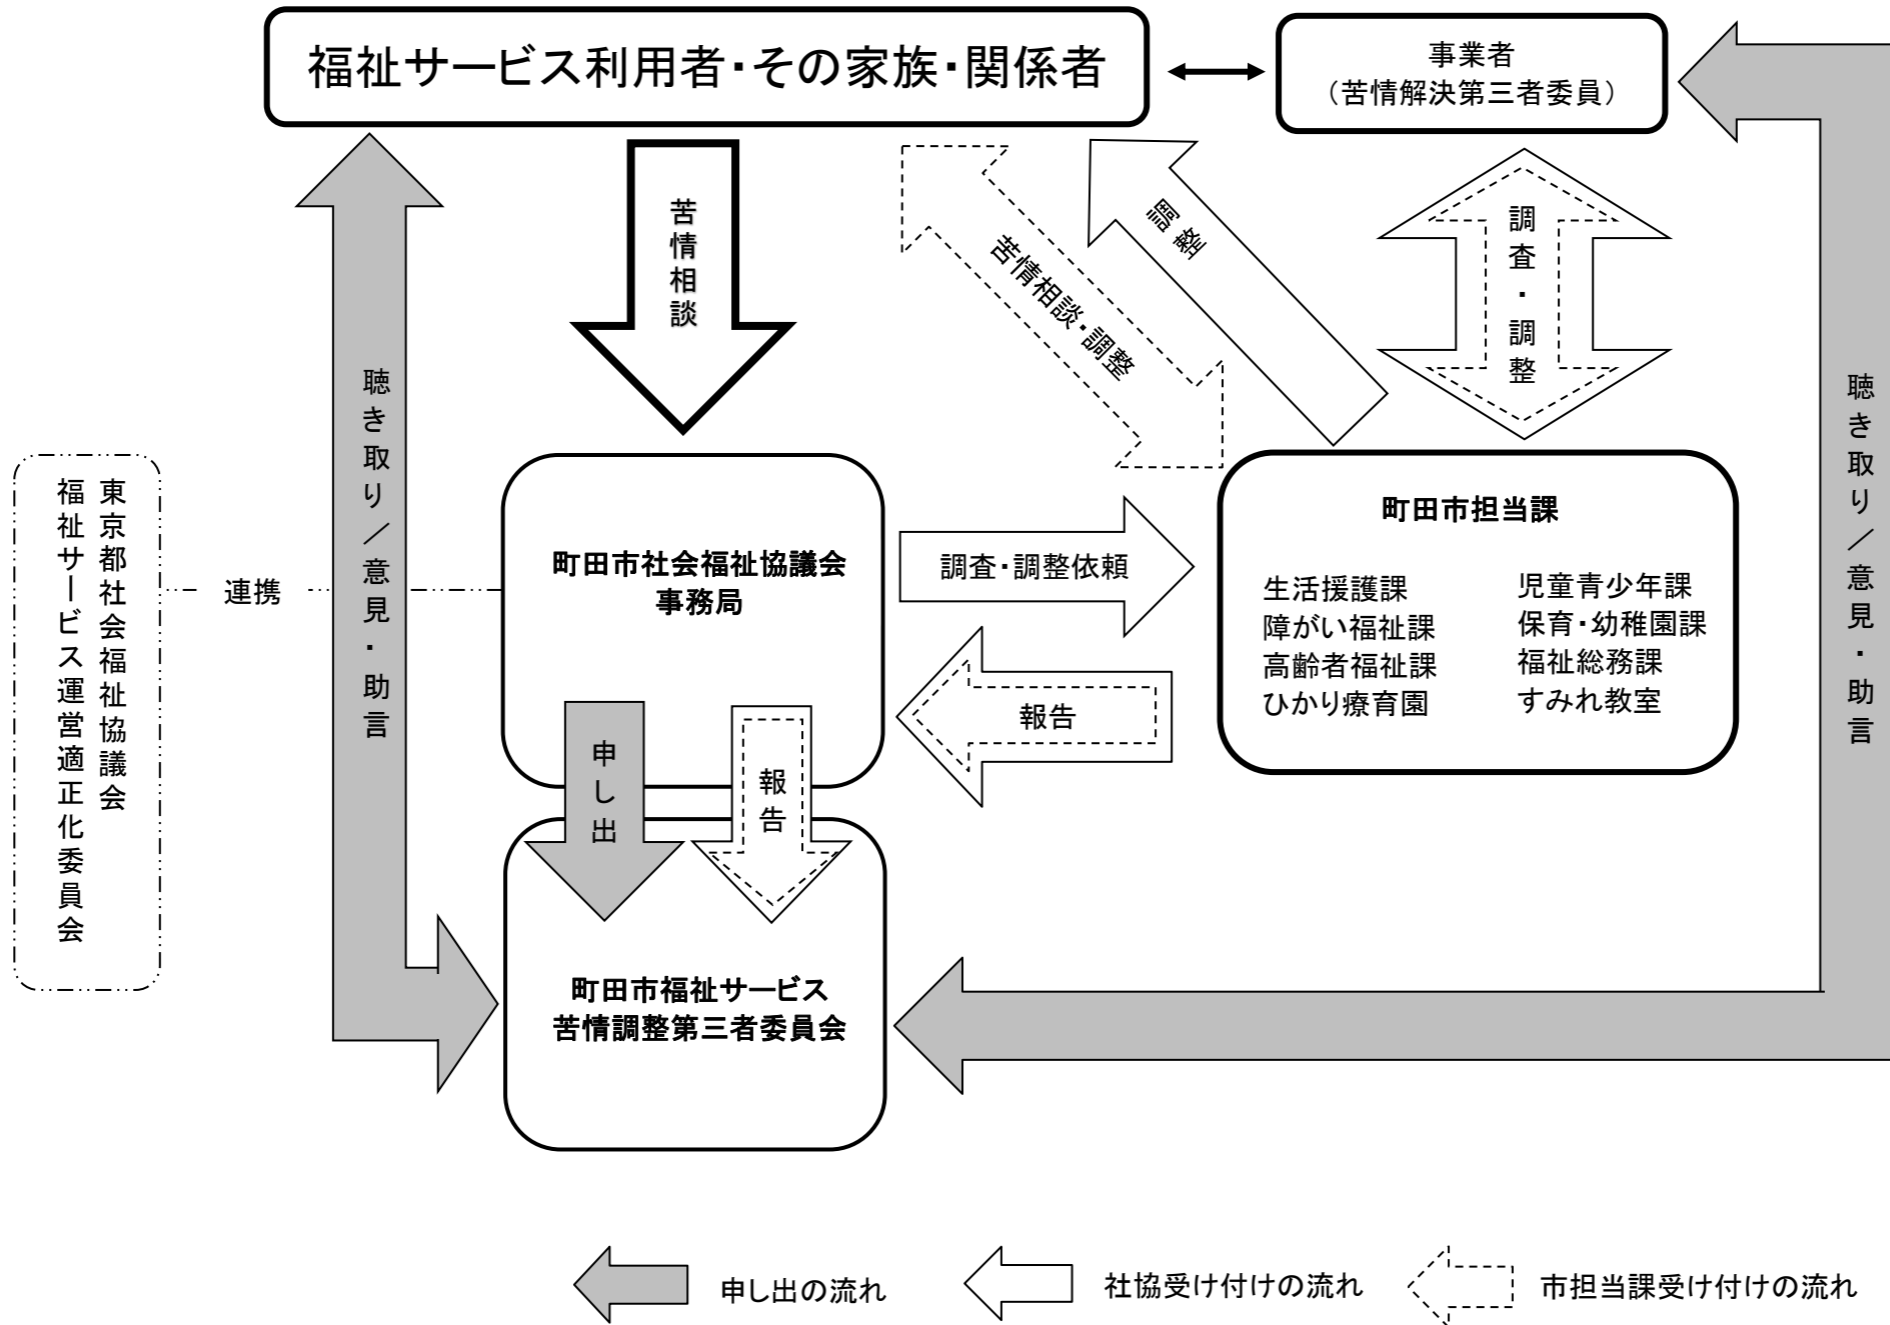 福祉サービス利用者・その家族・関係者
事業者
（苦情解決第三者委員）
苦情相談
苦情相談・調整
調整
調査・調整
聴き取り／意見・助言
聴き取り／意見・助言
東京都社会福祉協議会
福祉サービス運営適正化委員会
連携
町田市社会福祉協議会
事務局
調査・調整依頼
報告
町田市担当課
生活援護課
障がい福祉課
高齢者福祉課
ひかり療育園
児童青少年課
保育・幼稚園課
福祉総務課
すみれ教室
申し出
報告
町田市福祉サービス
苦情調整第三者委員会
申し出の流れ
社協受け付けの流れ
市担当課受け付けの流れ